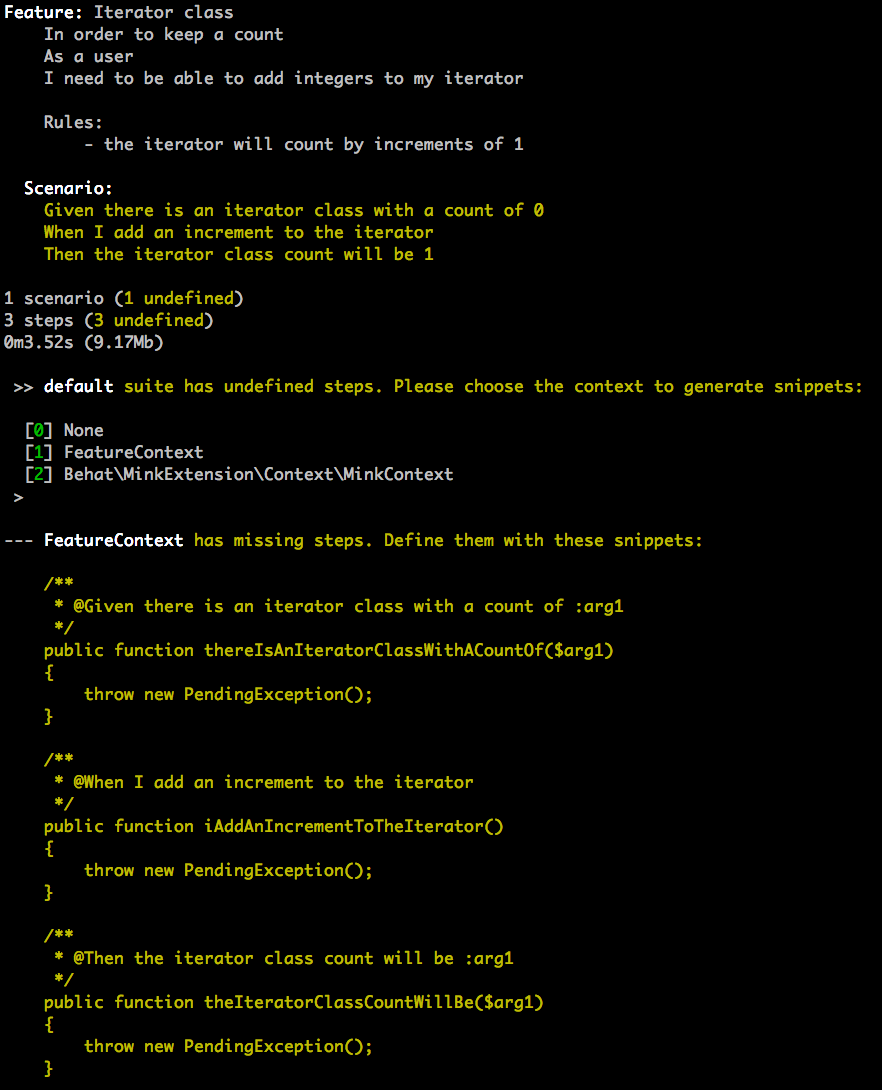 Feature: Iterator class
In order to keep a count
As a user
I need to be able to add integers to my iterator
Rules:
- the iterator will count by increments of 1
Scenario:
Given there is an iterator class with a count of 0
When I add an increment to the iterator
Then the iterator class count will be 1
1 scenario (1 undefined)
3 steps (3 undefined)
0m3.52s (9.17Mb)
>> default suite has undefined steps. Please choose the context to generate snippets:
[0] None
[1] FeatureContext
[2] Behat\MinkExtension\Context\MinkContext
>
--- FeatureContext has missing steps. Define them with these snippets:
/**
* @Given there is an iterator class with a count of :arg1
*/
public function thereIsAnIteratorClassWithACountOf($arg1)
{
throw new PendingException();
}
/**
* @When I add an increment to the iterator
*/
public function iAddAnIncrementToTheIterator()
{
throw new PendingException();
}
/**
* @Then the iterator class count will be :arg1
*/
public function theIteratorClassCountWillBe($arg1)
{
throw new PendingException();
}